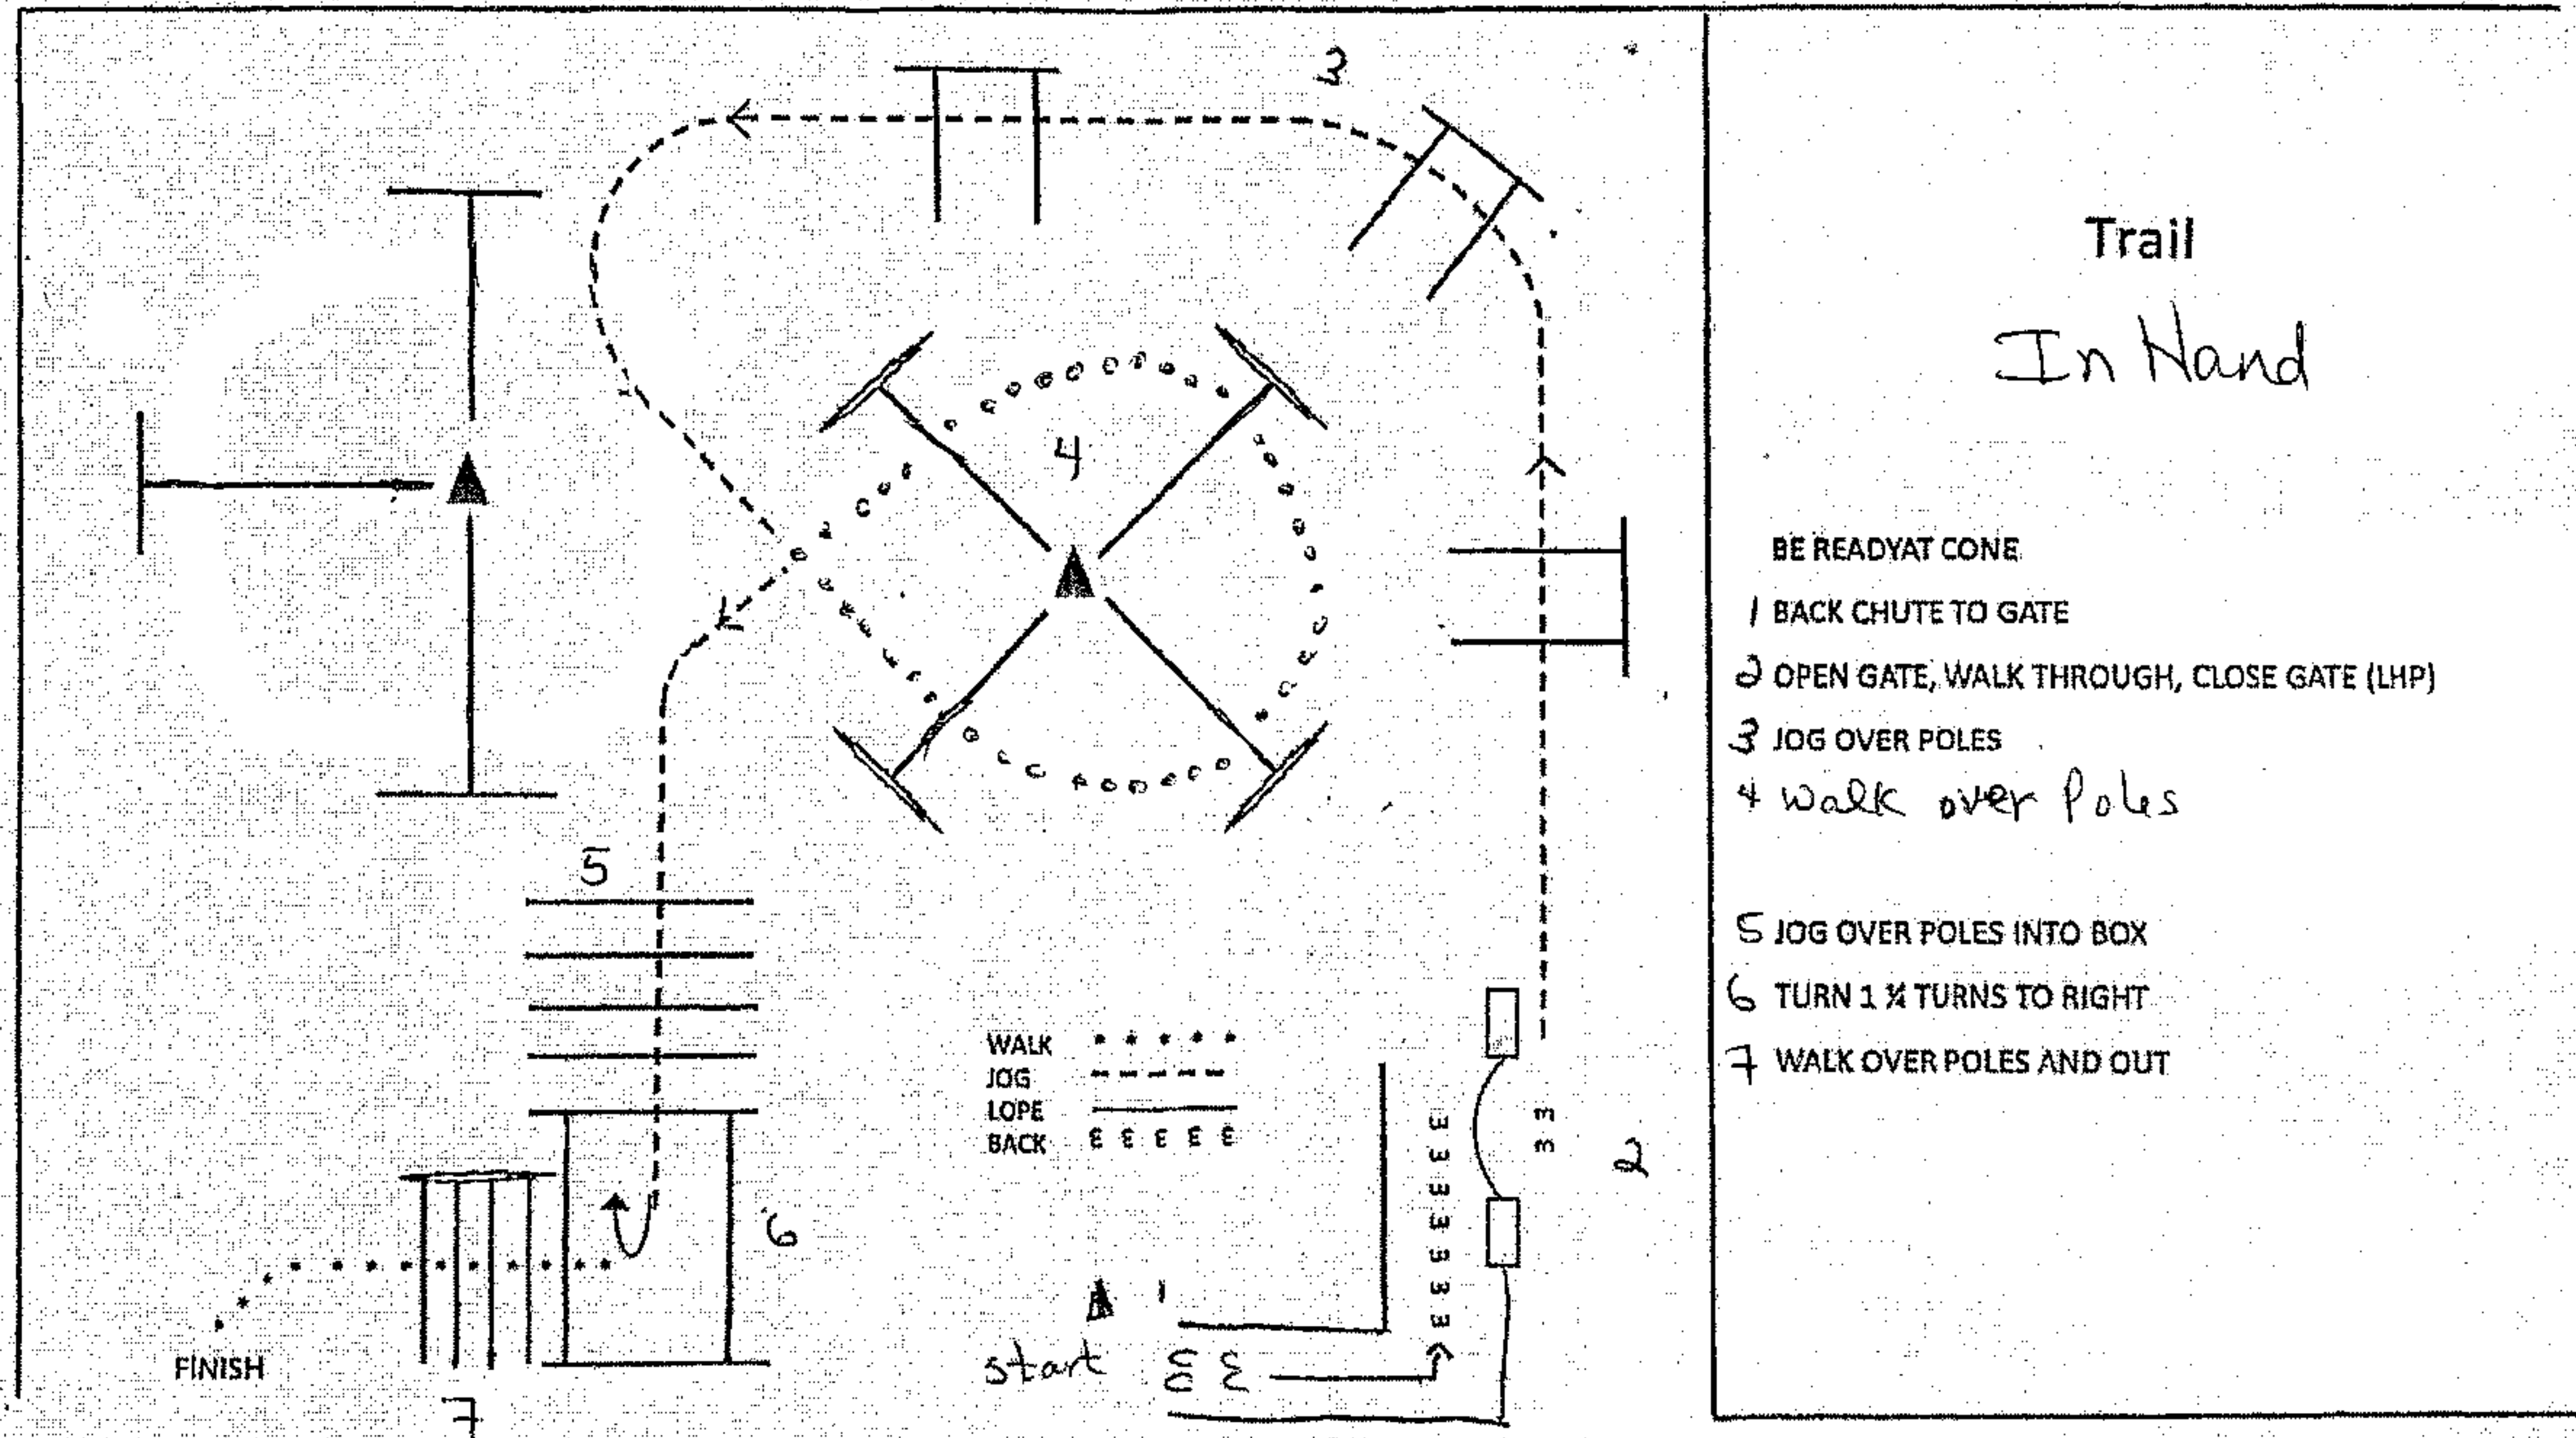 3
4
5
6
WALK
JOG
LOPE
BACK
2
1
start
FINISH
7
Trail
In Hand
BE READYAT CONE
1 BACK CHUTE TO GATE
2 OPEN GATE, WALK THROUGH, CLOSE GATE (LHP)
3 JOG OVER POLES
4 Walk over Poles
5 JOG OVER POLES INTO BOX
6 TURN 1 ¼ TURNS TO RIGHT
7 WALK OVER POLES AND OUT